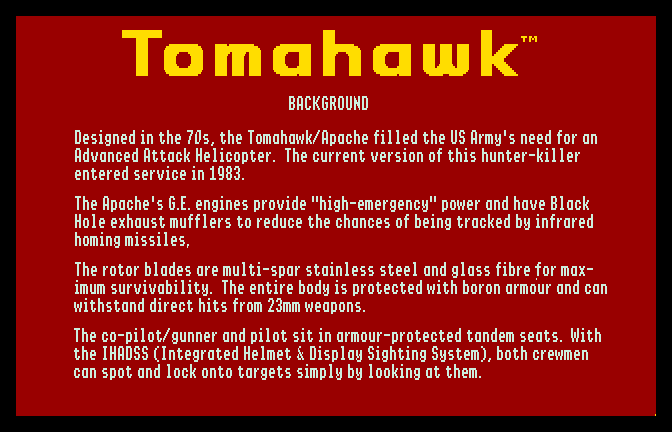 Tomahawk™
BACKGROUND
Designed in the 70s, the Tomahawk/Apache filled the US Army's need for an
Advanced Attack Helicopter.  The current version of this hunter-killer
entered service in 1983.
The Apache's G.E. engines provide "high-emergency" power and have Black
Hole exhaust mufflers to reduce the chances of being tracked by infrared
homing missiles,
The rotor blades are multi-spar stainless steel and glass fibre for max-
imum survivability.  The entire body is protected with boron armour and can
withstand direct hits from 23mm weapons.
The co-pilot/gunner and pilot sit in armour-protected tandem seats.  With
the IHADSS (Integrated Helmet & Display Sighting System), both crewmen
can spot and lock onto targets simply by looking at them.